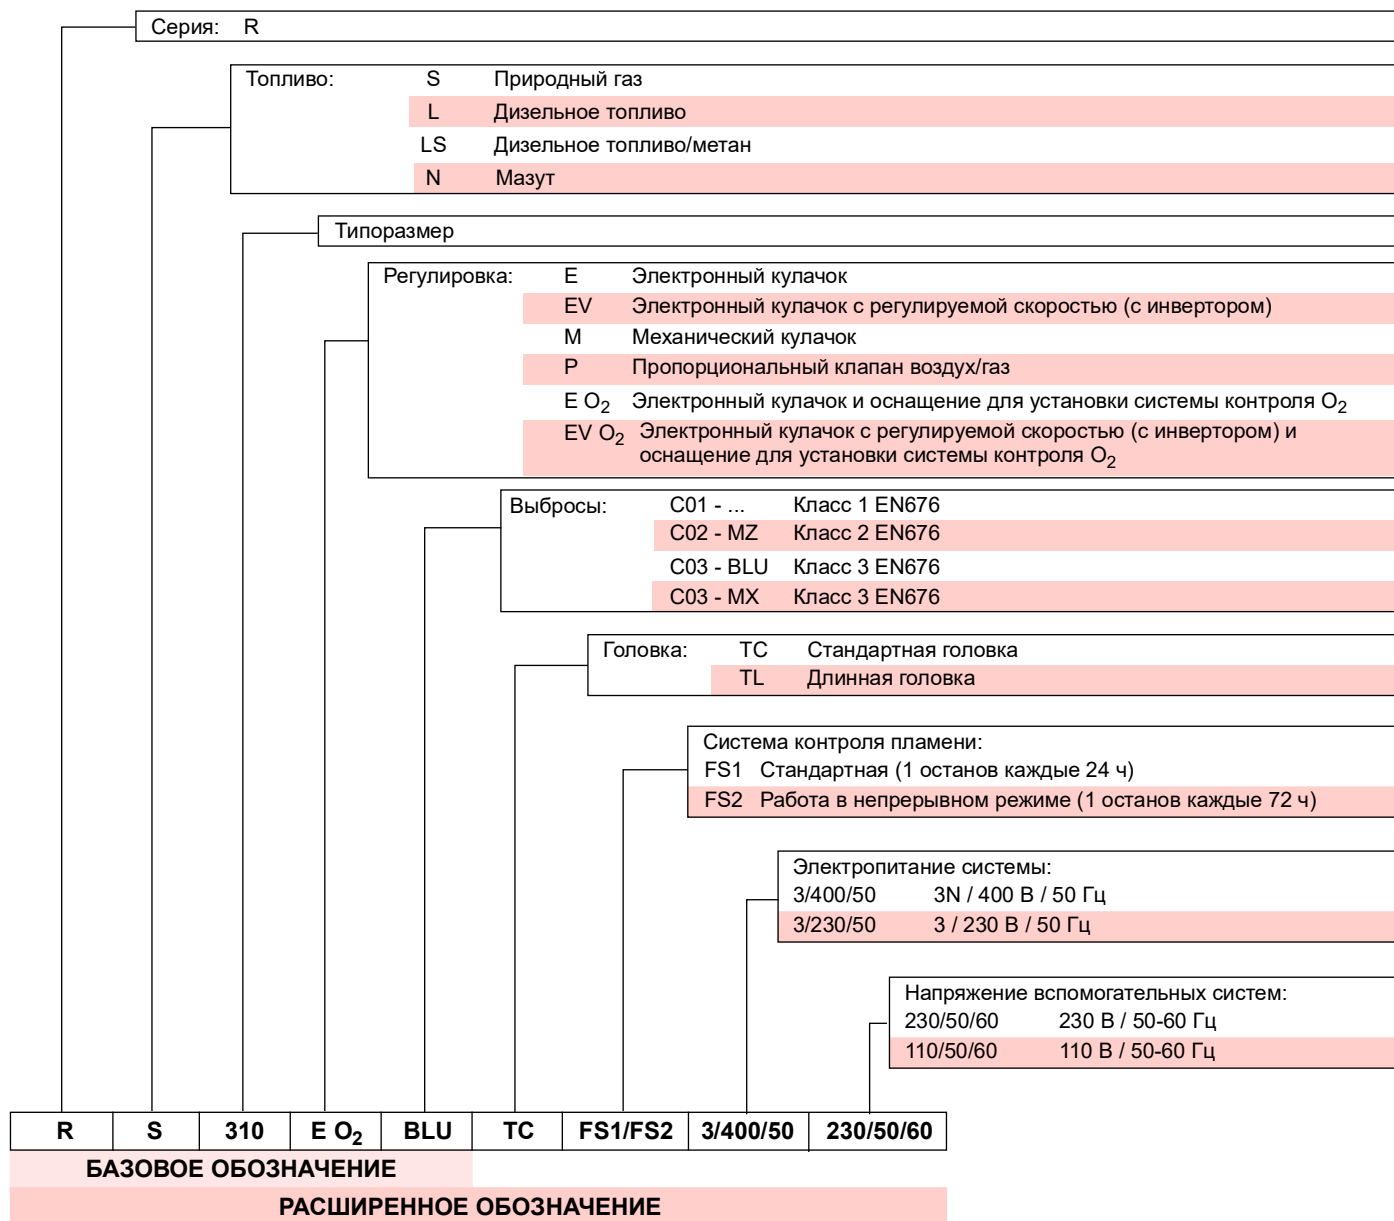 Серия: R
Топливо: S Природный газ
L Дизельное топливо
LS Дизельное топливо/метан
N Мазут
Типоразмер
Регулировка: E Электронный кулачок
EV Электронный кулачок с регулируемой скоростью (с инвертором)
M Механический кулачок
P Пропорциональный клапан воздух/газ
E O₂ Электронный кулачок и оснащение для установки системы контроля O₂
EV O₂ Электронный кулачок с регулируемой скоростью (с инвертором) и
оснащение для установки системы контроля O₂
Выбросы: C01 - ... Класс 1 EN676
C02 - MZ Класс 2 EN676
C03 - BLU Класс 3 EN676
C03 - MX Класс 3 EN676
Головка: TC Стандартная головка
TL Длинная головка
Система контроля пламени:
FS1 Стандартная (1 останов каждые 24 ч)
FS2 Работа в непрерывном режиме (1 останов каждые 72 ч)
Электропитание системы:
3/400/50 3N / 400 В / 50 Гц
3/230/50 3 / 230 В / 50 Гц
Напряжение вспомогательных систем:
230/50/60 230 В / 50-60 Гц
110/50/60 110 В / 50-60 Гц
R S 310 E O₂ BLU TC FS1/FS2 3/400/50 230/50/60
БАЗОВОЕ ОБОЗНАЧЕНИЕ
РАСШИРЕННОЕ ОБОЗНАЧЕНИЕ